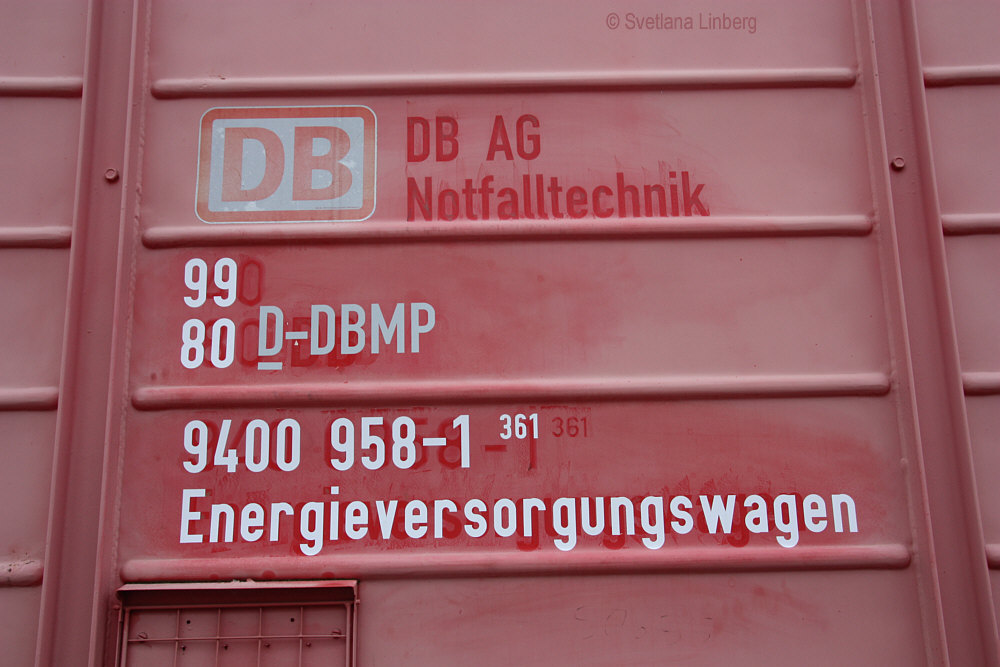 © Svetlana Linberg
DB
DB AG
Notfalltechnik
99
80 D-DBMP
9400 958-1 361 361
Energieversorgungswagen